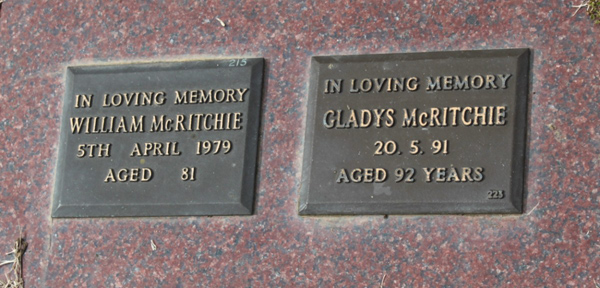 215
IN LOVING MEMORY
WILLIAM McRITCHIE
5TH APRIL 1979
AGED 81
IN LOVING MEMORY
GLADYS McRITCHIE
20. 5. 91
AGED 92 YEARS
223